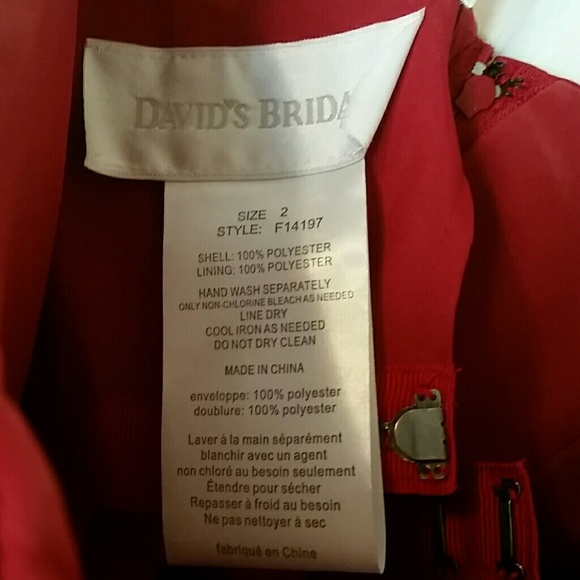 DAVID'S BRIDA
SIZE 2
STYLE: F14197
SHELL: 100% POLYESTER
LINING: 100% POLYESTER
HAND WASH SEPARATELY
ONLY NON-CHLORINE BLEACH AS NEEDED
LINE DRY
COOL IRON AS NEEDED
DO NOT DRY CLEAN
MADE IN CHINA
enveloppe: 100% polyester
doublure: 100% polyester
Laver à la main séparément
blanchir avec un agent
non chloré au besoin seulement
Étendre pour sécher
Repasser à froid au besoin
Ne pas nettoyer à sec
fabriqué en Chine